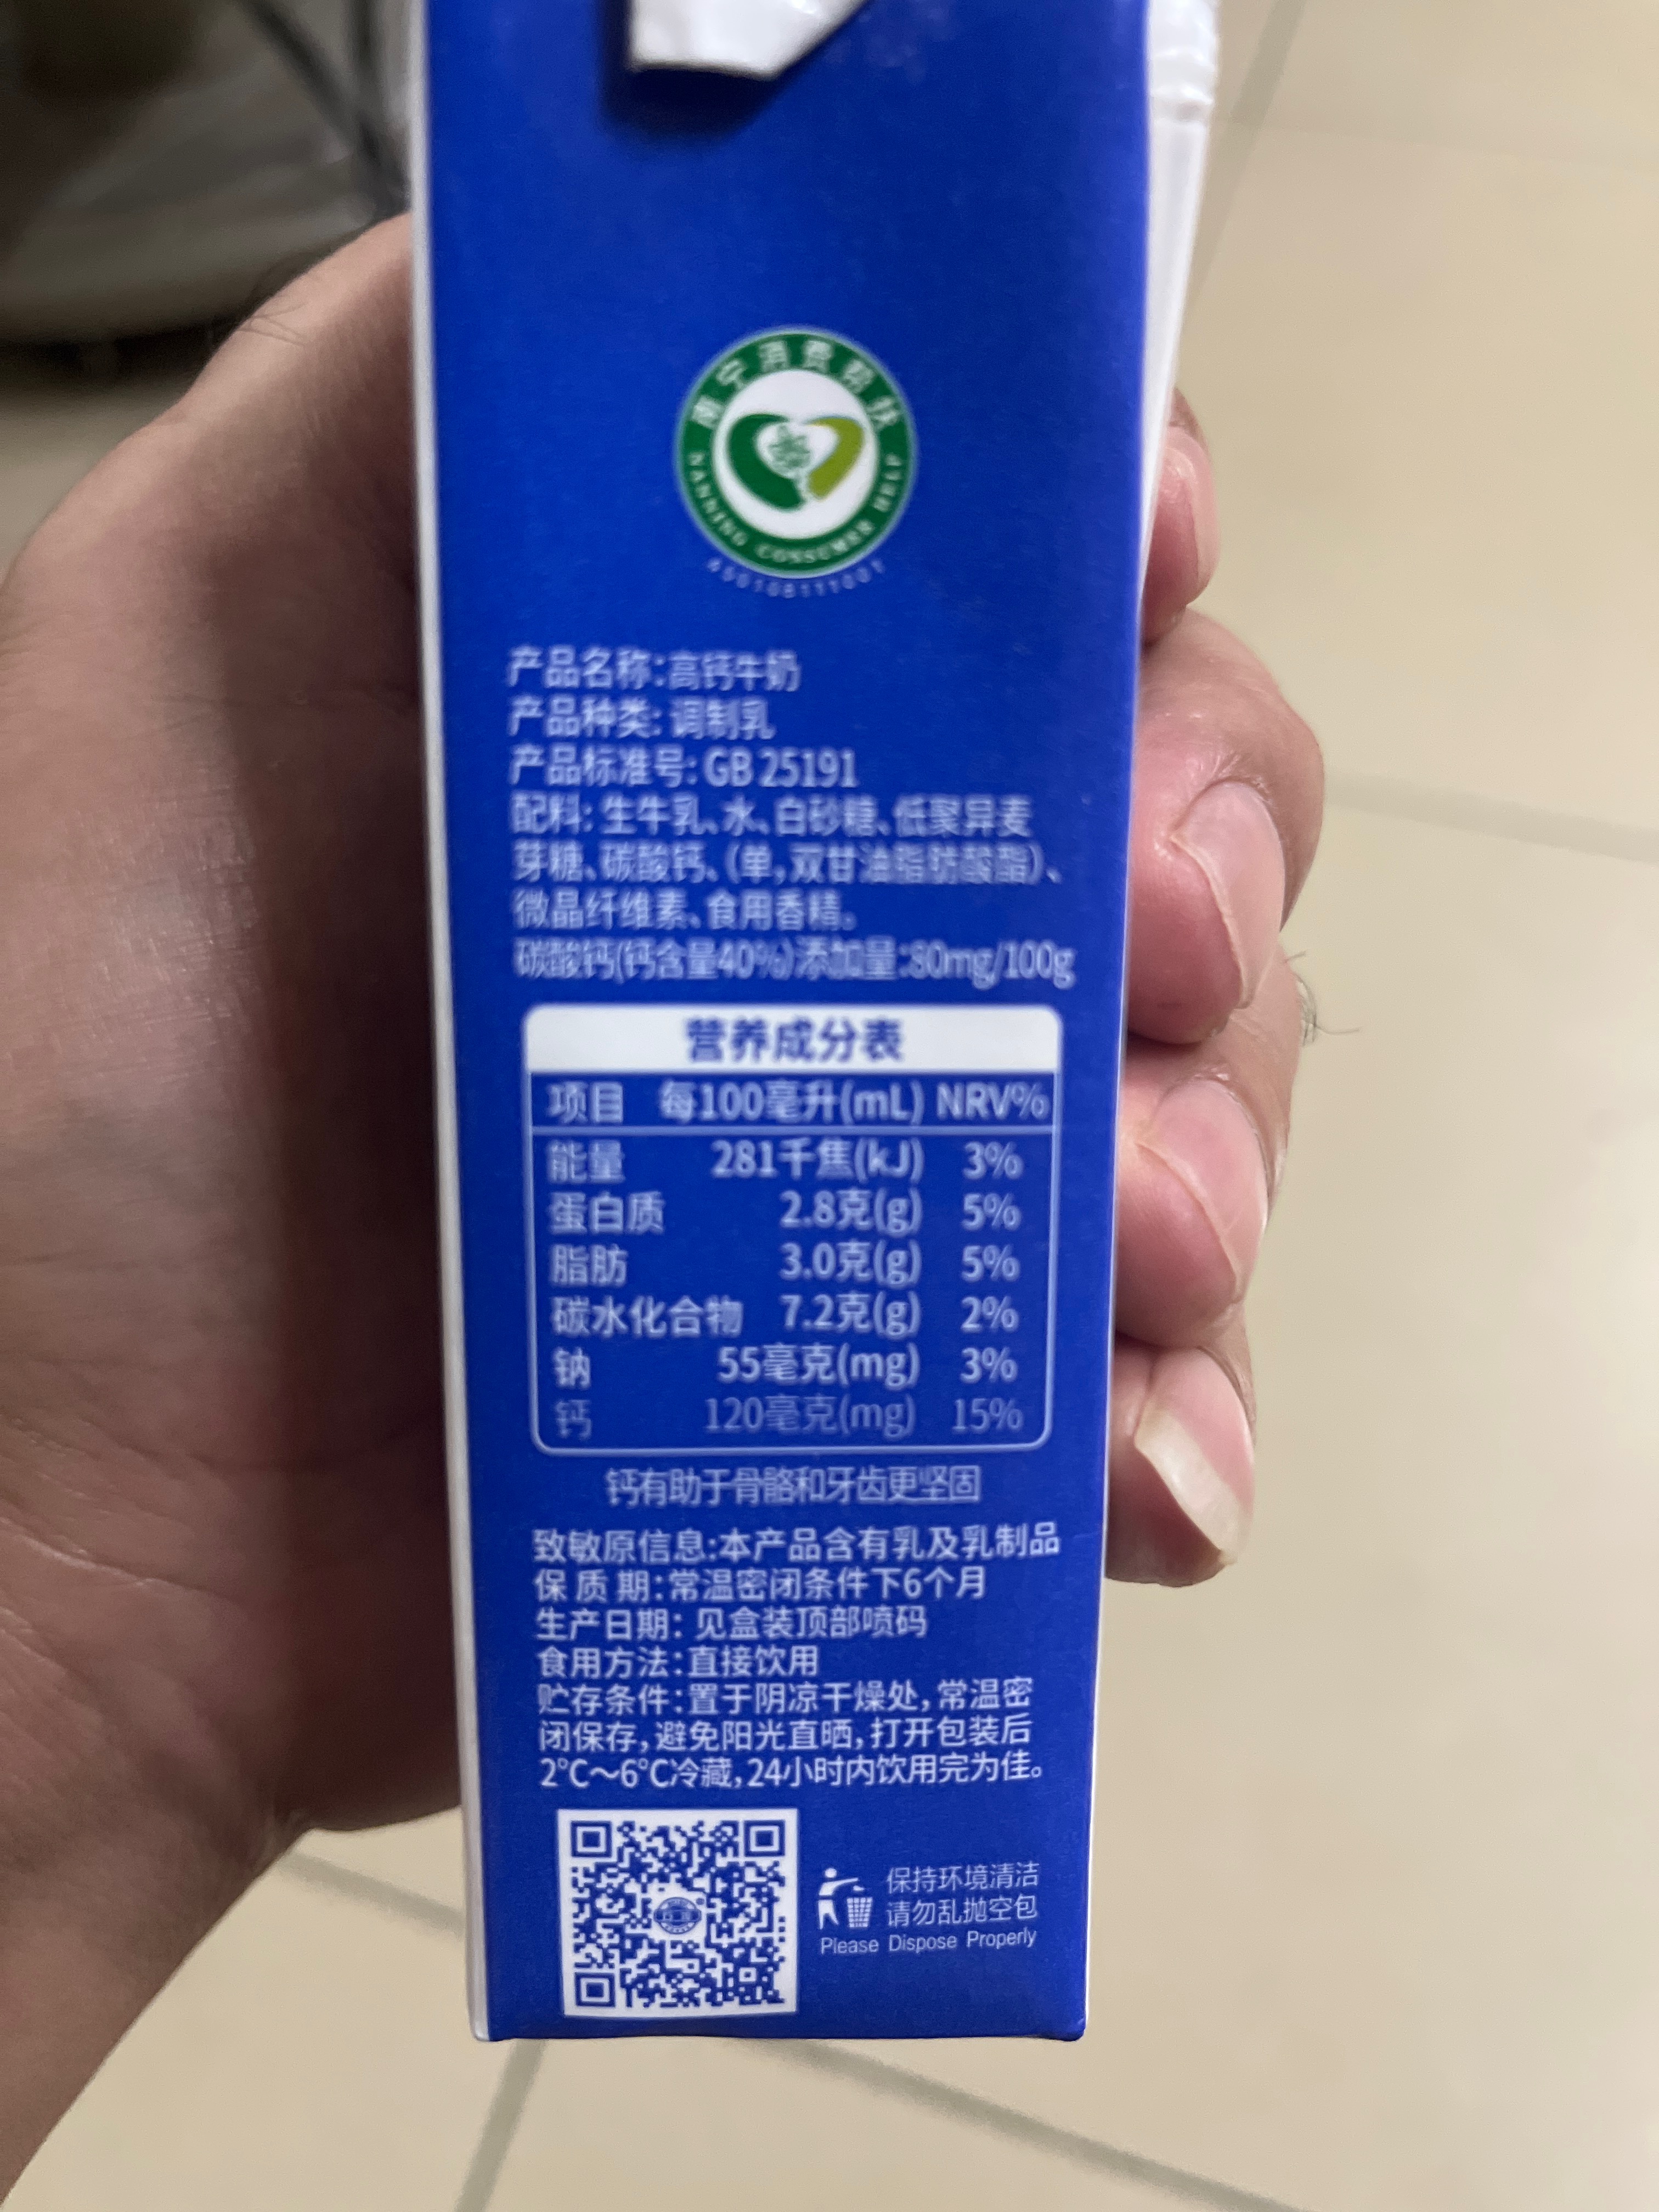 南宁消费帮扶
NANNING CONSUMER HELP
产品名称:高钙牛奶
产品种类: 调制乳
产品标准号: GB 25191
配料: 生牛乳、水、白砂糖、低聚异麦
芽糖、碳酸钙、(单,双甘油脂肪酸酯)、
微晶纤维素、食用香精。
碳酸钙(钙含量40%)添加量:80mg/100g
营养成分表
项目 每100毫升(mL) NRV%
能量 281千焦(kJ) 3%
蛋白质 2.8克(g) 5%
脂肪 3.0克(g) 5%
碳水化合物 7.2克(g) 2%
钠 55毫克(mg) 3%
钙 120毫克(mg) 15%
钙有助于骨骼和牙齿更坚固
致敏原信息:本产品含有乳及乳制品
保 质 期:常温密闭条件下6个月
生产日期: 见盒装顶部喷码
食用方法:直接饮用
贮存条件:置于阴凉干燥处,常温密
闭保存,避免阳光直晒,打开包装后
2℃~6℃冷藏,24小时内饮用完为佳。
保持环境清洁
请勿乱抛空包
Please Dispose Properly